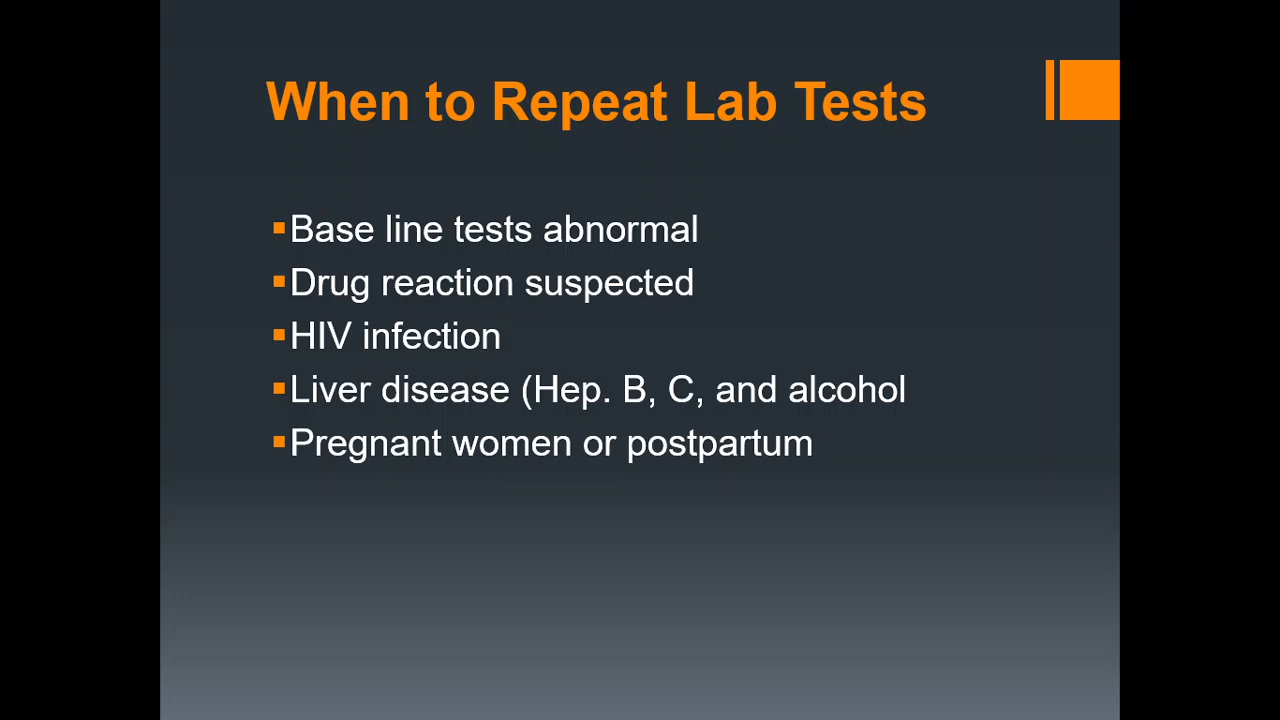 When to Repeat Lab Tests
▪Base line tests abnormal
▪Drug reaction suspected
▪HIV infection
▪Liver disease (Hep. B, C, and alcohol
▪Pregnant women or postpartum